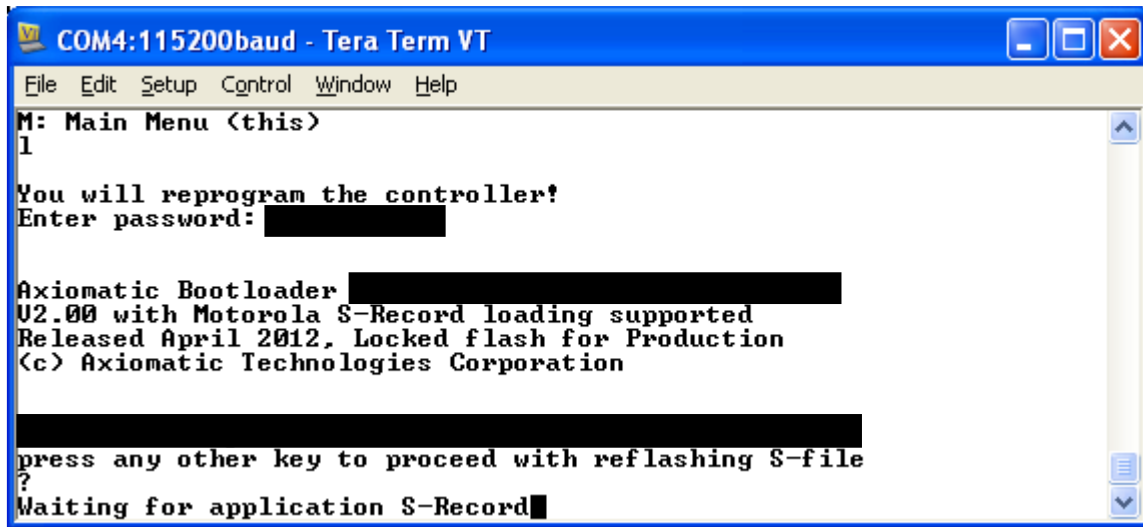 COM4:115200baud - Tera Term VT
File Edit Setup Control Window Help
M: Main Menu (this)
l
You will reprogram the controller!
Enter password:
Axiomatic Bootloader
V2.00 with Motorola S-Record loading supported
Released April 2012, Locked flash for Production
(c) Axiomatic Technologies Corporation
press any other key to proceed with reflashing S-file
?
Waiting for application S-Record